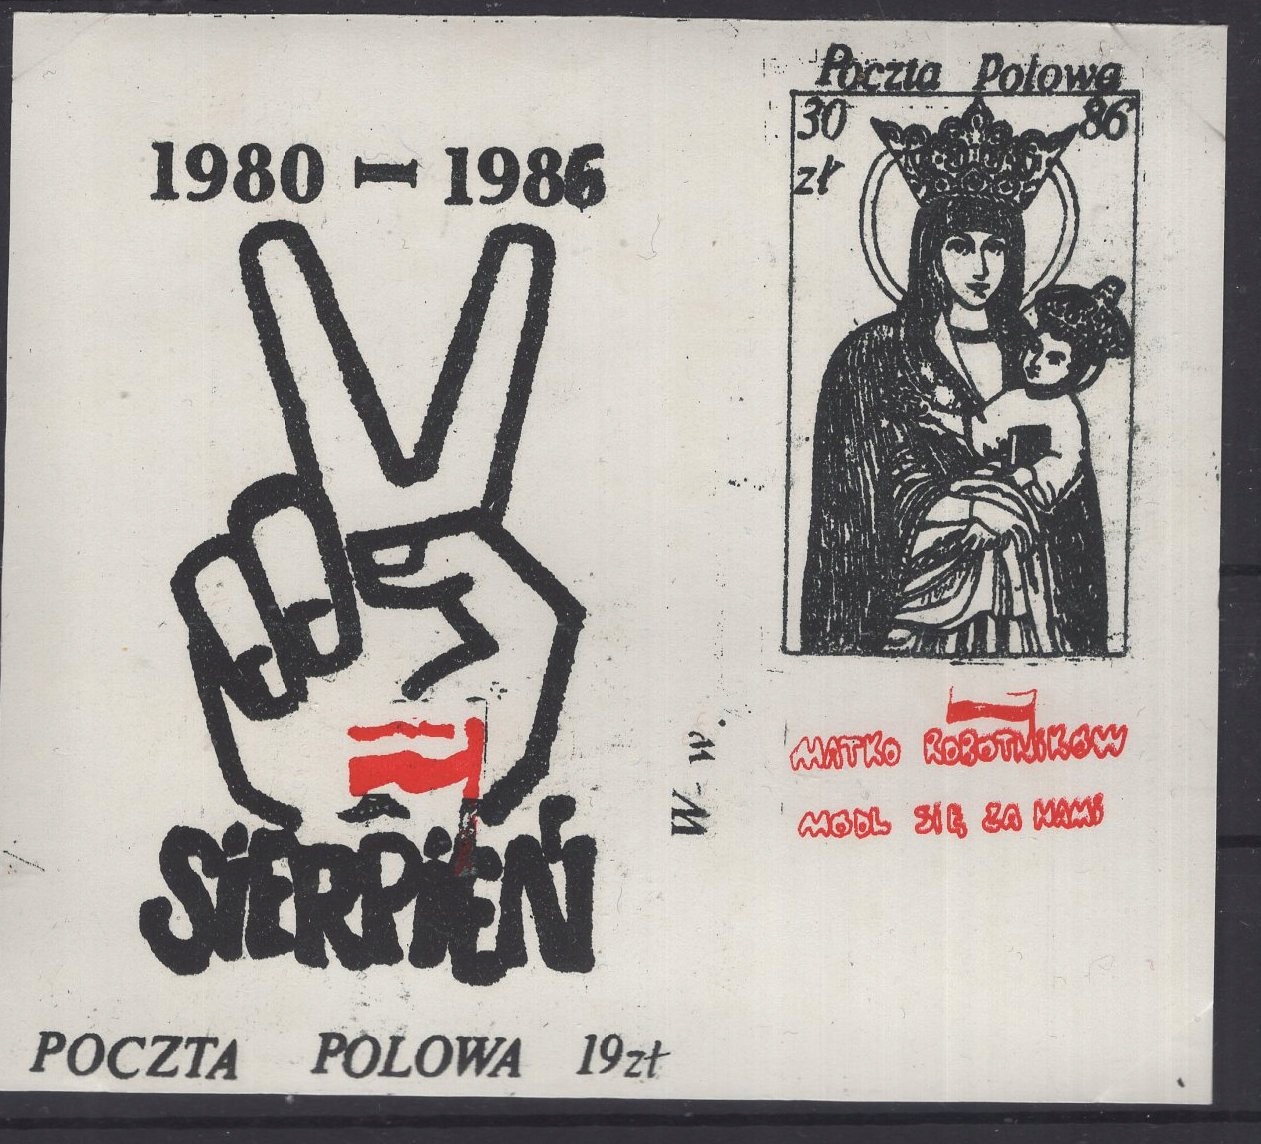 1980 - 1986
SIERPIEŃ
POCZTA POLOWA 19zł
W-w.
Poczta Polowa
30 86
zł
MATKO ROBOTNIKÓW
MÓDL SIĘ ZA NAMI